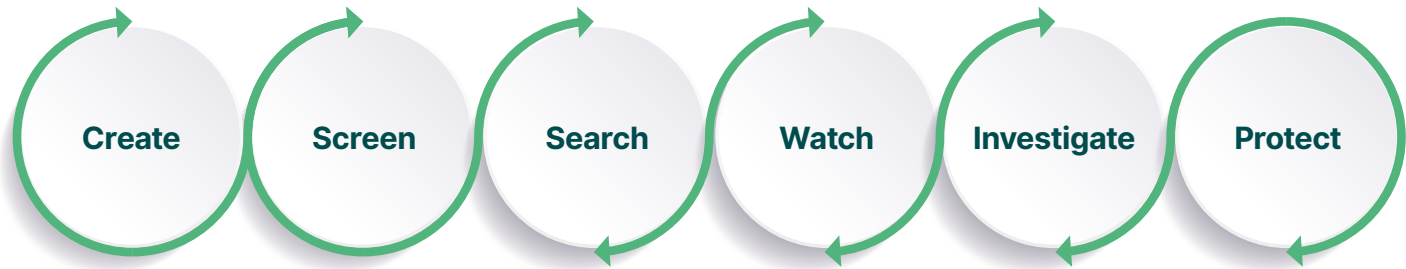 Create
Screen
Search
Watch
Investigate
Protect